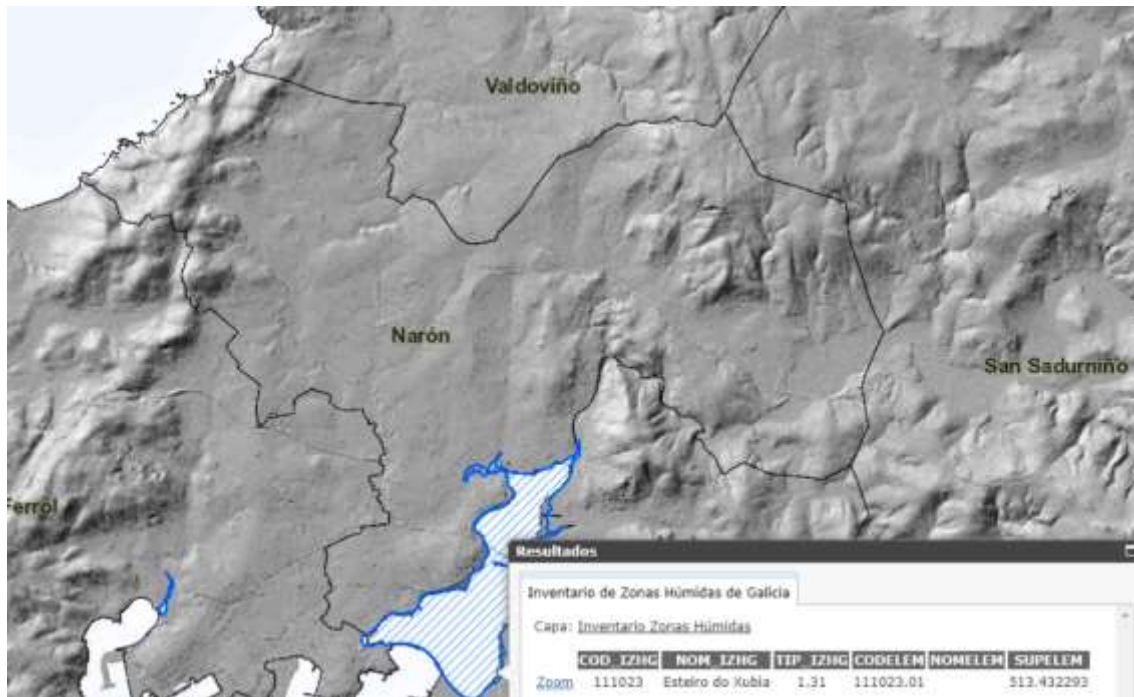 Valdoviño
Narón
San Sadurniño
Ferrol
Resultados
Inventario de Zonas Húmidas de Galicia
Capa: Inventario Zonas Húmidas
COD_IZHG NOM_IZHG TIP_IZHG CODELEM NOMELEM SUPELEM
Zoom 111023 Esteiro do Xubia 1.31 111023.01 513.432293